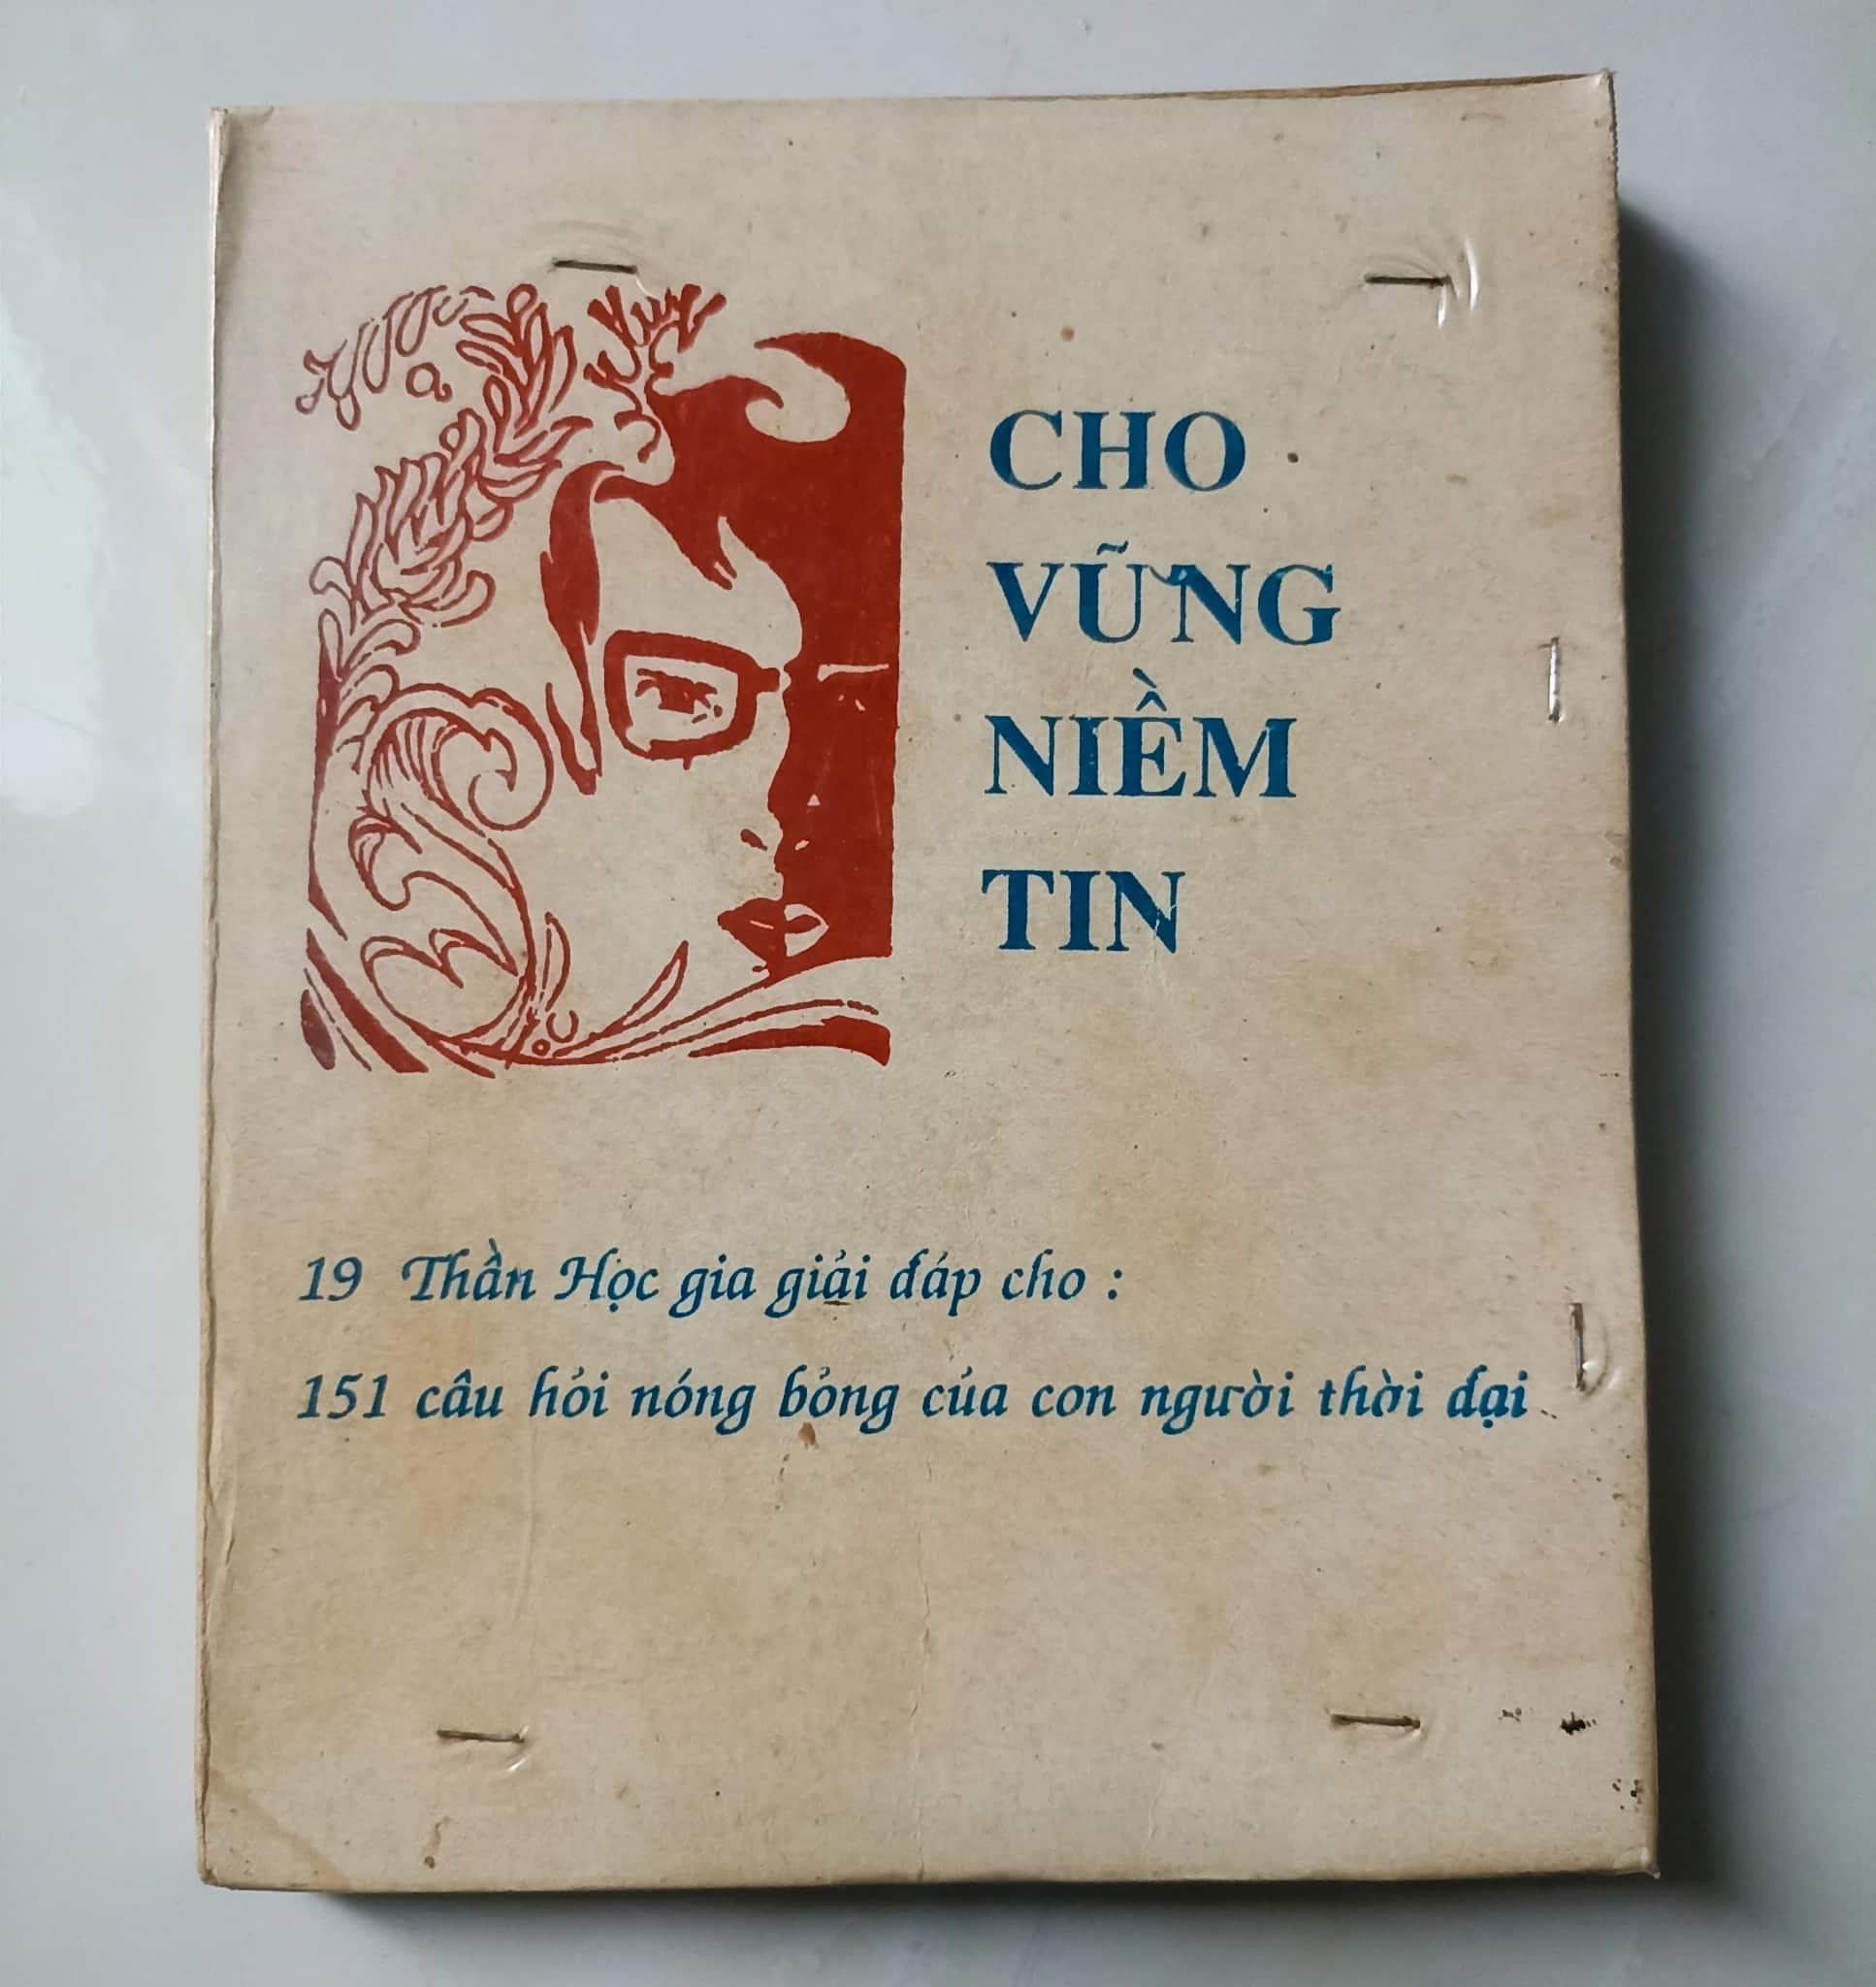 CHO
VỮNG
NIỀM
TIN
19 Thần Học gia giải đáp cho :
151 câu hỏi nóng bỏng của con người thời đại